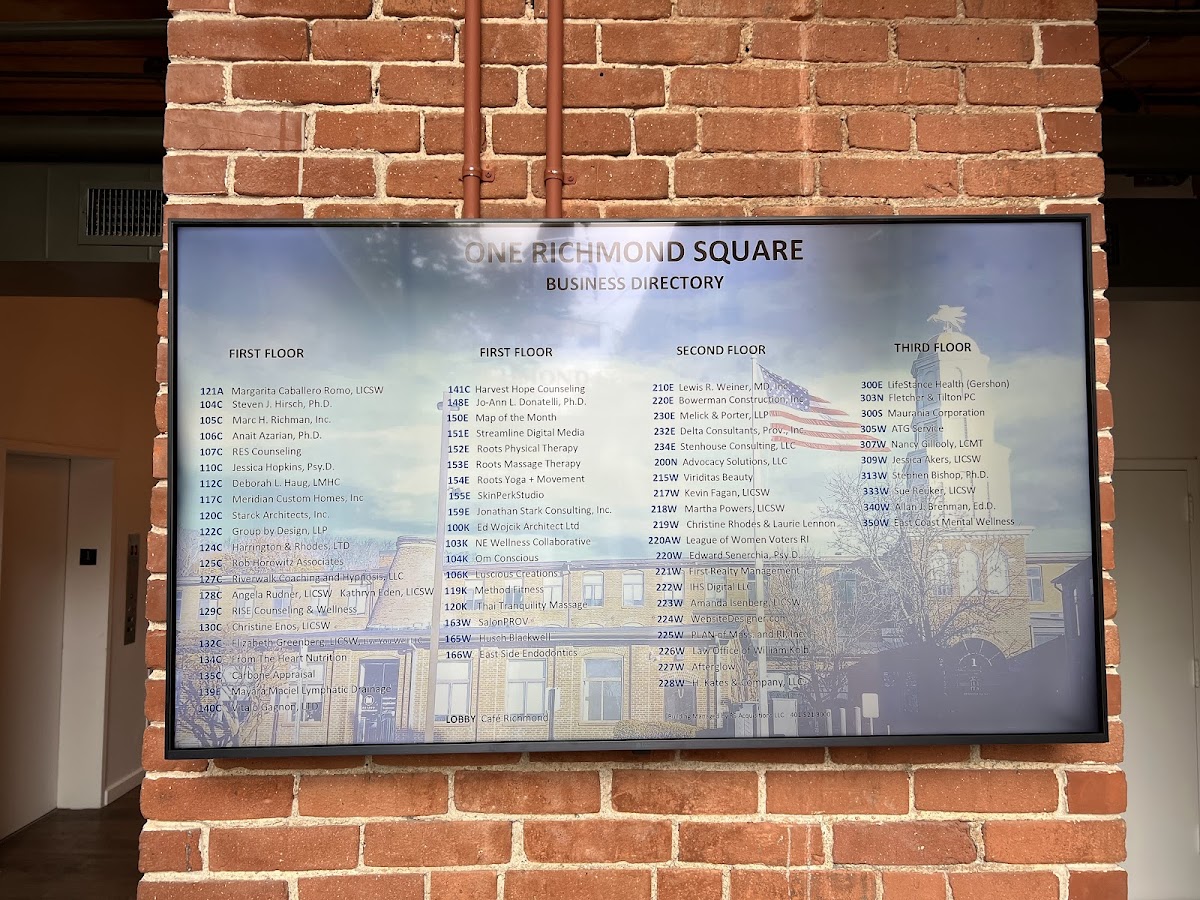 ONE RICHMOND SQUARE
BUSINESS DIRECTORY
FIRST FLOOR
121A Margarita Caballero Romo, LICSW
104C Steven J. Hirsch, Ph.D.
105C Marc H. Richman, Inc.
106C Anait Azarian, Ph.D.
107C RES Counseling
110C Jessica Hopkins, Psy.D.
112C Deborah L. Haug, LMHC
117C Meridian Custom Homes, Inc
120C Starck Architects, Inc.
122C Group by Design, LLP
124C Harrington & Rhodes, LTD
125C Rob Horowitz Associates
127C Riverwalk Coaching and Hypnosis, LLC
128C Angela Rudner, LICSW Kathryn Eden, LICSW
129C RISE Counseling & Wellness
130C Christine Enos, LICSW
132C Elizabeth Greenberg, LICSW
134C From The Heart Nutrition
135C Carbone Appraisal
139E Mayara Maciel Lymphatic Drainage
140C Vitalo Gagnon, LTD
FIRST FLOOR
141C Harvest Hope Counseling
148E Jo-Ann L. Donatelli, Ph.D.
150E Map of the Month
151E Streamline Digital Media
152E Roots Physical Therapy
153E Roots Massage Therapy
154E Roots Yoga + Movement
155E SkinPerkStudio
159E Jonathan Stark Consulting, Inc.
100K Ed Wojcik Architect Ltd
103K NE Wellness Collaborative
104K Om Conscious
106K Luscious Creations
119K Method Fitness
120K Thai Tranquility Massage
163W SalonPROV
165W Husch Blackwell
166W East Side Endodontics
LOBBY Café Richmond
SECOND FLOOR
210E Lewis R. Weiner, MD, Inc.
220E Bowerman Construction, Inc.
230E Melick & Porter, LLP
232E Delta Consultants, Prov., Inc.
234E Stenhouse Consulting, LLC
200N Advocacy Solutions, LLC
215W Viriditas Beauty
217W Kevin Fagan, LICSW
218W Martha Powers, LICSW
219W Christine Rhodes & Laurie Lennon
220AW League of Women Voters RI
220W Edward Senerchia, Psy.D.
221W First Realty Management
222W IHS Digital LLC
223W Amanda Isenberg, LICSW
224W WebsiteDesigner.com
225W PLAN of Mass. and RI, Inc.
226W Law Office of William Kolb
227W Afterglow
228W H. Kates & Company, LLC
THIRD FLOOR
300E LifeStance Health (Gershon)
303N Fletcher & Tilton PC
300S Maurania Corporation
305W ATG Service
307W Nancy Gillooly, LCMT
309W Jessica Akers, LICSW
313W Stephen Bishop, Ph.D.
333W Sue Reuker, LICSW
340W Allan J. Brenman, Ed.D.
350W East Coast Mental Wellness